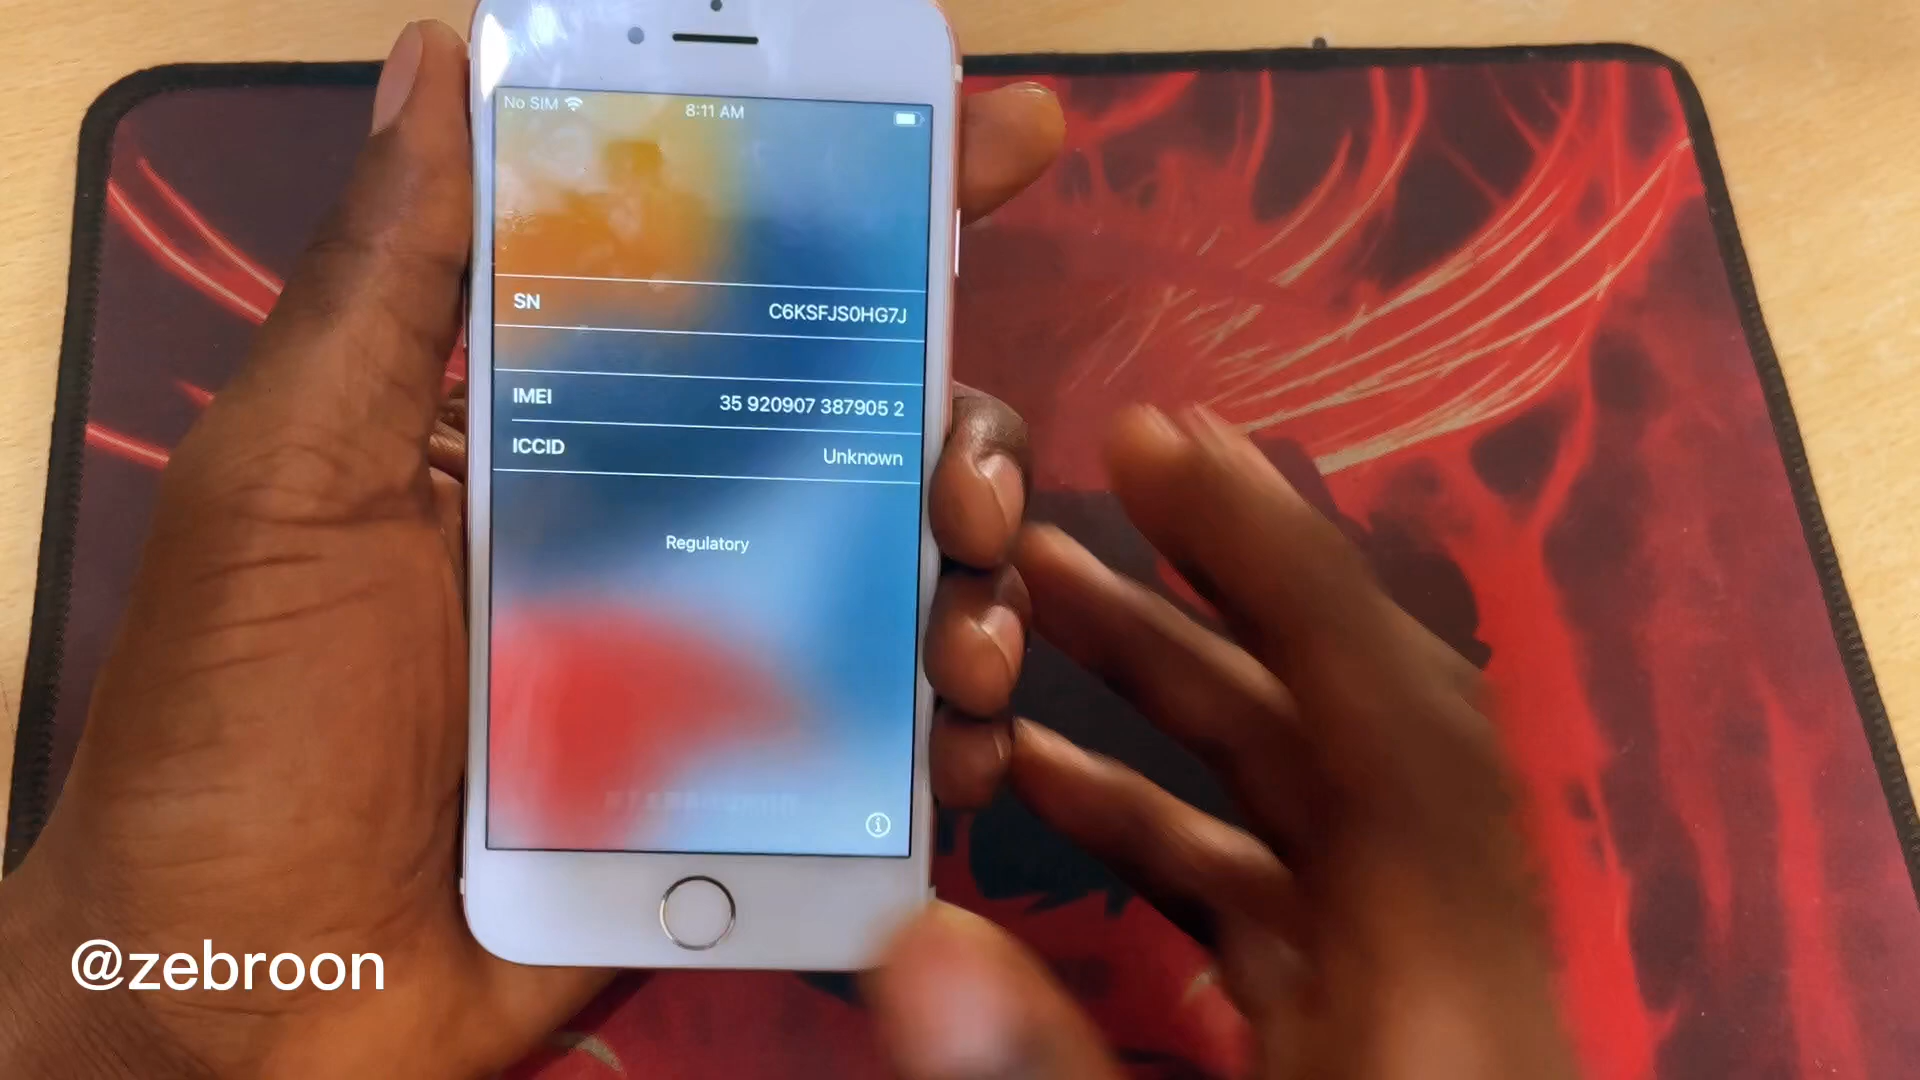 No SIM 8:11 AM
SN C6KSFJS0HG7J
IMEI 35 920907 387905 2
ICCID Unknown
Regulatory
@zebroon